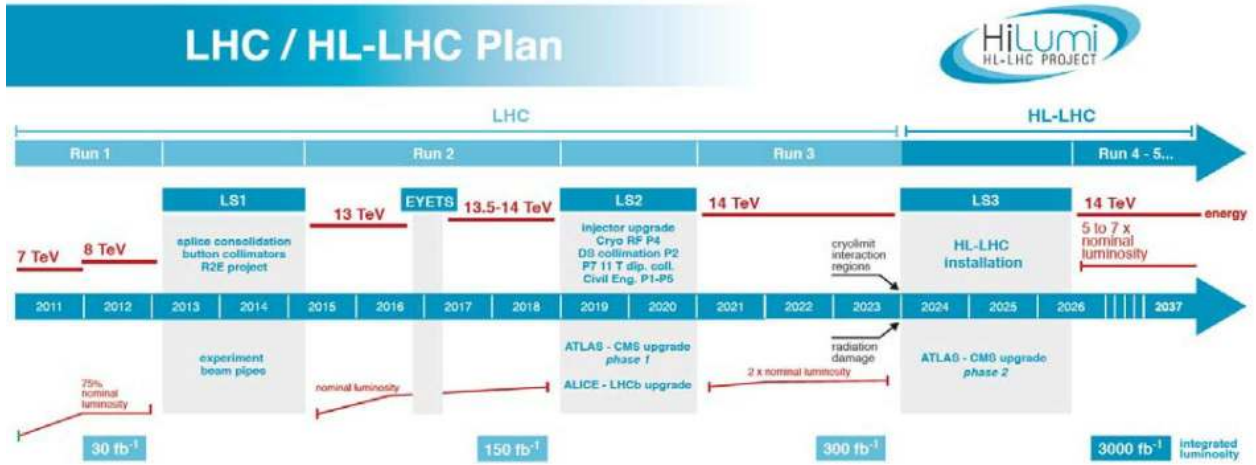 LHC / HL-LHC Plan
HiLumi
HL-LHC PROJECT
LHC
HL-LHC
Run 1
Run 2
Run 3
Run 4 - 5...
LS1
EYETS
LS2
LS3
13 TeV
13.5-14 TeV
14 TeV
14 TeV
energy
7 TeV
8 TeV
splice consolidation
button collimators
R2E project
injector upgrade
Cryo RF P4
DS collimation P2
P7 11 T dip. coll.
Civil Eng. P1-P5
cryolimit
interaction
regions
HL-LHC
installation
5 to 7 x
nominal
luminosity
2011
2012
2013
2014
2015
2016
2017
2018
2019
2020
2021
2022
2023
2024
2025
2026
2037
75%
nominal
luminosity
experiment
beam pipes
nominal luminosity
ATLAS - CMS upgrade
phase 1
ALICE - LHCb upgrade
2 x nominal luminosity
radiation
damage
ATLAS - CMS upgrade
phase 2
30 fb⁻¹
150 fb⁻¹
300 fb⁻¹
3000 fb⁻¹
integrated
luminosity